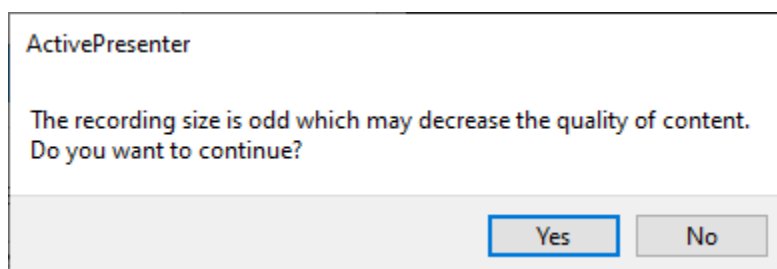 ActivePresenter
The recording size is odd which may decrease the quality of content.
Do you want to continue?
Yes No